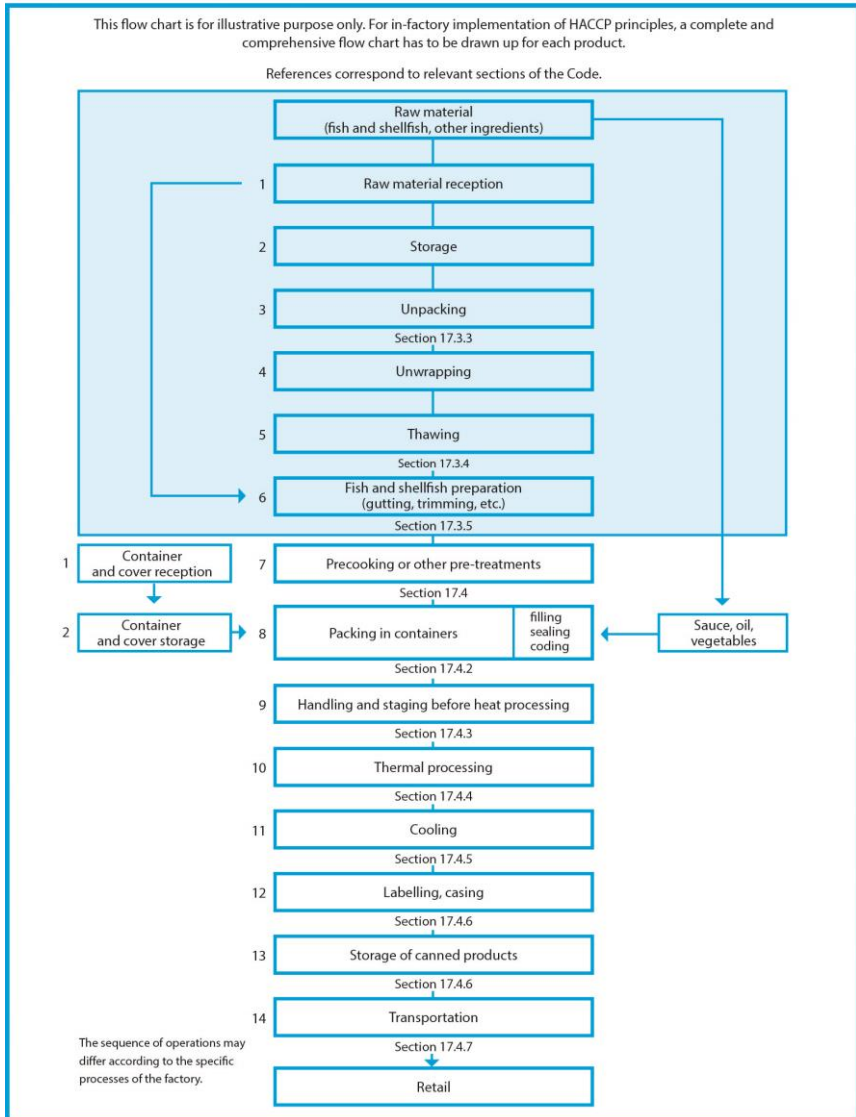 This flow chart is for illustrative purpose only. For in-factory implementation of HACCP principles, a complete and
comprehensive flow chart has to be drawn up for each product.
References correspond to relevant sections of the Code.
Raw material
(fish and shellfish, other ingredients)
1
Raw material reception
2
Storage
3
Unpacking
Section 17.3.3
4
Unwrapping
5
Thawing
Section 17.3.4
6
Fish and shellfish preparation
(gutting, trimming, etc.)
Section 17.3.5
1
Container
and cover reception
7
Precooking or other pre-treatments
Section 17.4
2
Container
and cover storage
8
Packing in containers
filling
sealing
coding
Sauce, oil,
vegetables
Section 17.4.2
9
Handling and staging before heat processing
Section 17.4.3
10
Thermal processing
Section 17.4.4
11
Cooling
Section 17.4.5
12
Labelling, casing
Section 17.4.6
13
Storage of canned products
Section 17.4.6
14
Transportation
Section 17.4.7
The sequence of operations may
differ according to the specific
processes of the factory.
Retail